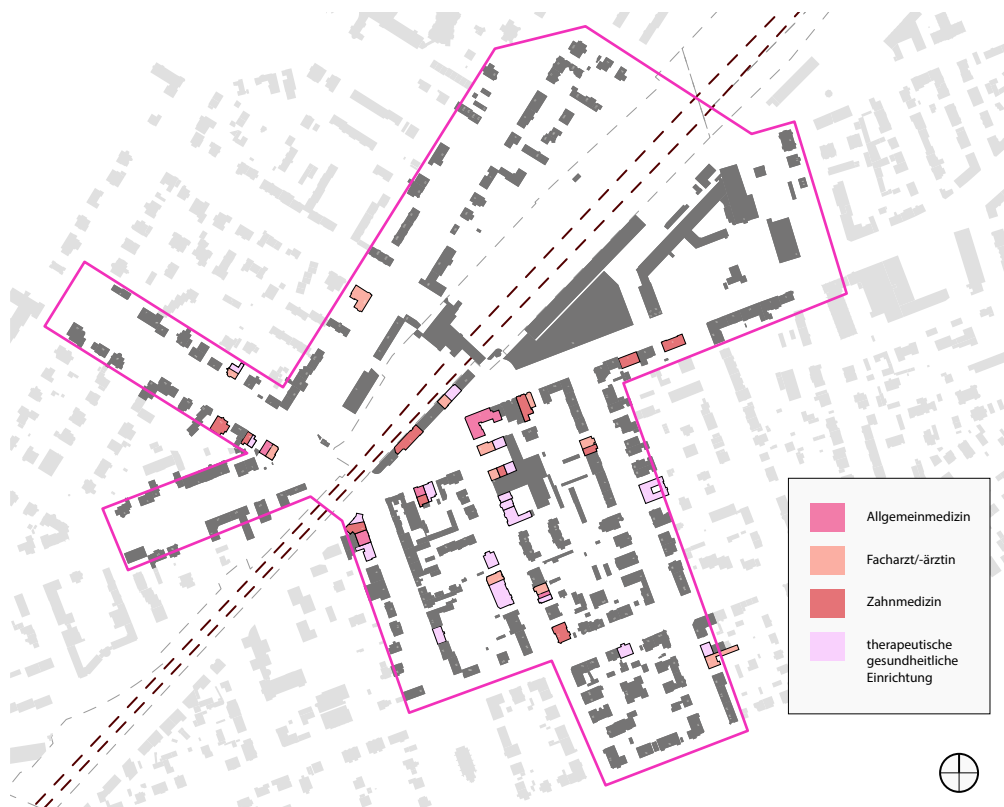 Allgemeinmedizin
Facharzt/-ärztin
Zahnmedizin
therapeutische
gesundheitliche
Einrichtung